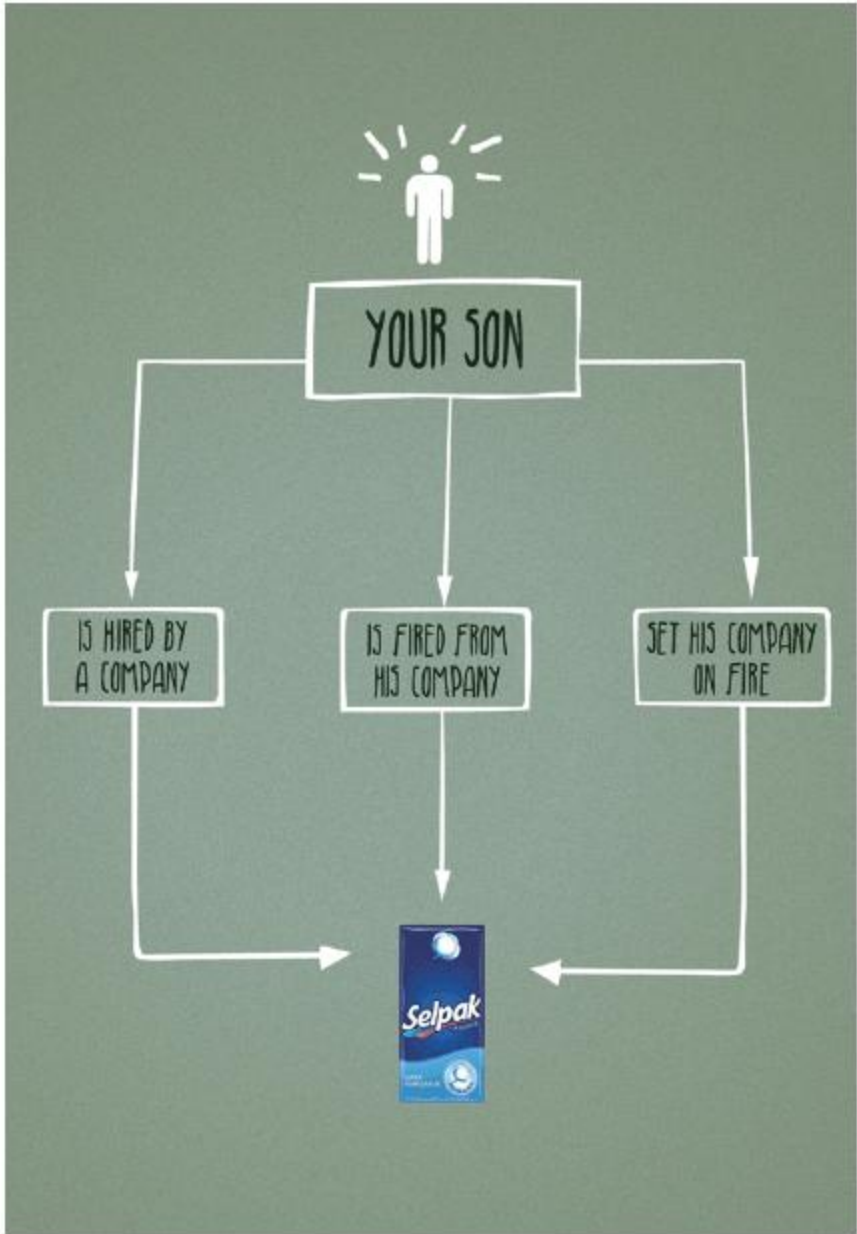 YOUR SON
IS HIRED BY
A COMPANY
IS FIRED FROM
HIS COMPANY
SET HIS COMPANY
ON FIRE
Selpak